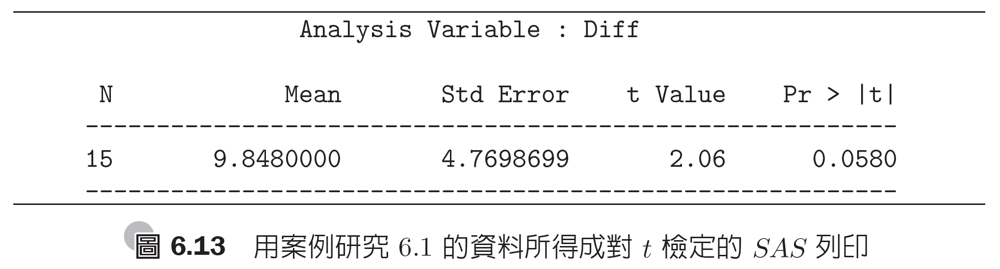 Analysis Variable : Diff
N Mean Std Error t Value Pr > |t|
15 9.8480000 4.7698699 2.06 0.0580
圖 6.13 用案例研究 6.1 的資料所得成對 t 檢定的 SAS 列印